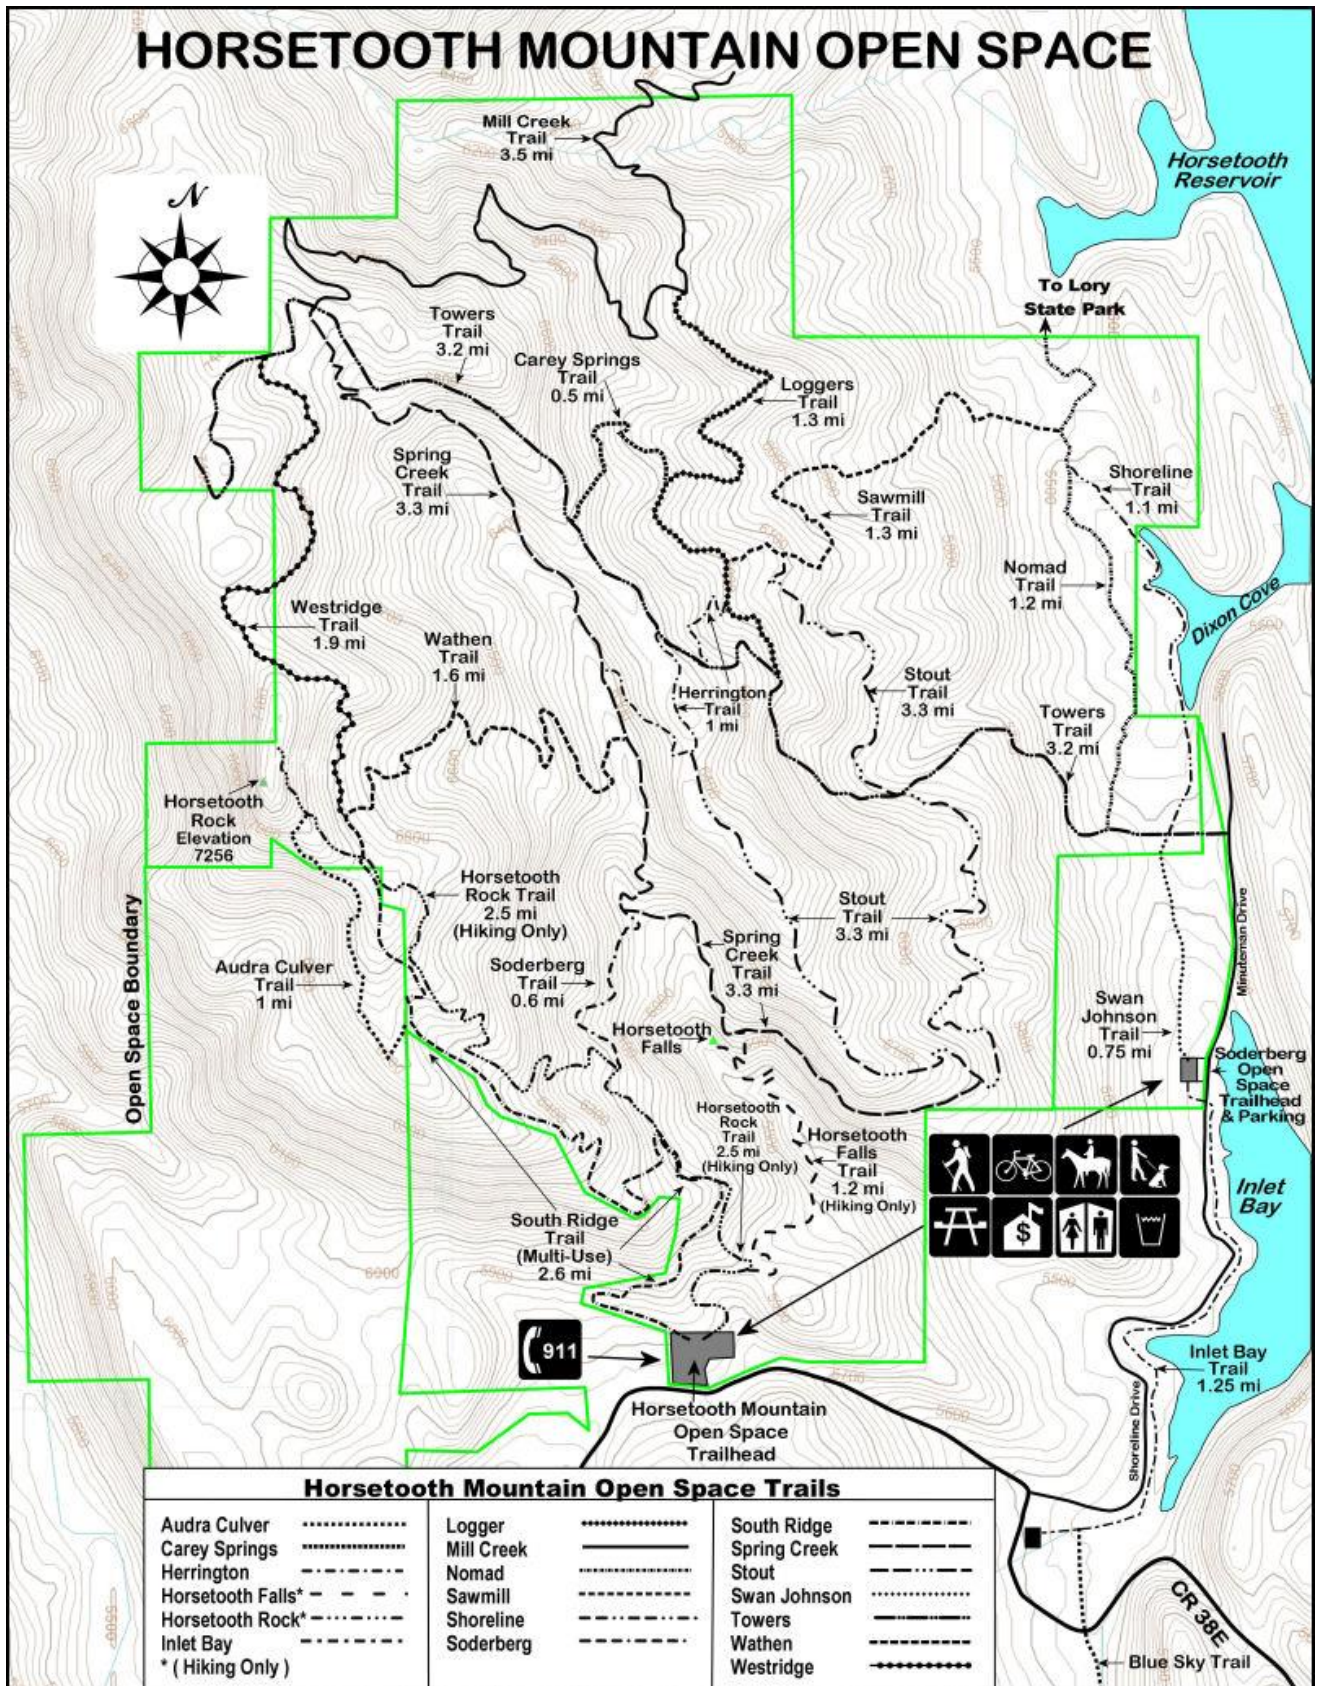 HORSETOOTH MOUNTAIN OPEN SPACE
Mill Creek
Trail
3.5 mi
Horsetooth
Reservoir
N
To Lory
State Park
Towers
Trail
3.2 mi
Carey Springs
Trail
0.5 mi
Loggers
Trail
1.3 mi
Spring
Creek
Trail
3.3 mi
Sawmill
Trail
1.3 mi
Shoreline
Trail
1.1 mi
Nomad
Trail
1.2 mi
Dixon Cove
Westridge
Trail
1.9 mi
Wathen
Trail
1.6 mi
Herrington
Trail
1 mi
Stout
Trail
3.3 mi
Towers
Trail
3.2 mi
Horsetooth
Rock
Elevation
7256
Horsetooth
Rock Trail
2.5 mi
(Hiking Only)
Stout
Trail
3.3 mi
Open Space Boundary
Minuteman Drive
Audra Culver
Trail
1 mi
Soderberg
Trail
0.6 mi
Spring
Creek
Trail
3.3 mi
Horsetooth
Falls
Swan
Johnson
Trail
0.75 mi
Soderberg
Open
Space
Trailhead
& Parking
Horsetooth
Rock
Trail
2.5 mi
(Hiking Only)
Horsetooth
Falls
Trail
1.2 mi
(Hiking Only)
Inlet
Bay
$
South Ridge
Trail
(Multi-Use)
2.6 mi
911
Inlet Bay
Trail
1.25 mi
Shoreline Drive
Horsetooth Mountain
Open Space
Trailhead
CR 38E
Blue Sky Trail
Horsetooth Mountain Open Space Trails
Audra Culver
Carey Springs
Herrington
Horsetooth Falls*
Horsetooth Rock*
Inlet Bay
* ( Hiking Only )
Logger
Mill Creek
Nomad
Sawmill
Shoreline
Soderberg
South Ridge
Spring Creek
Stout
Swan Johnson
Towers
Wathen
Westridge